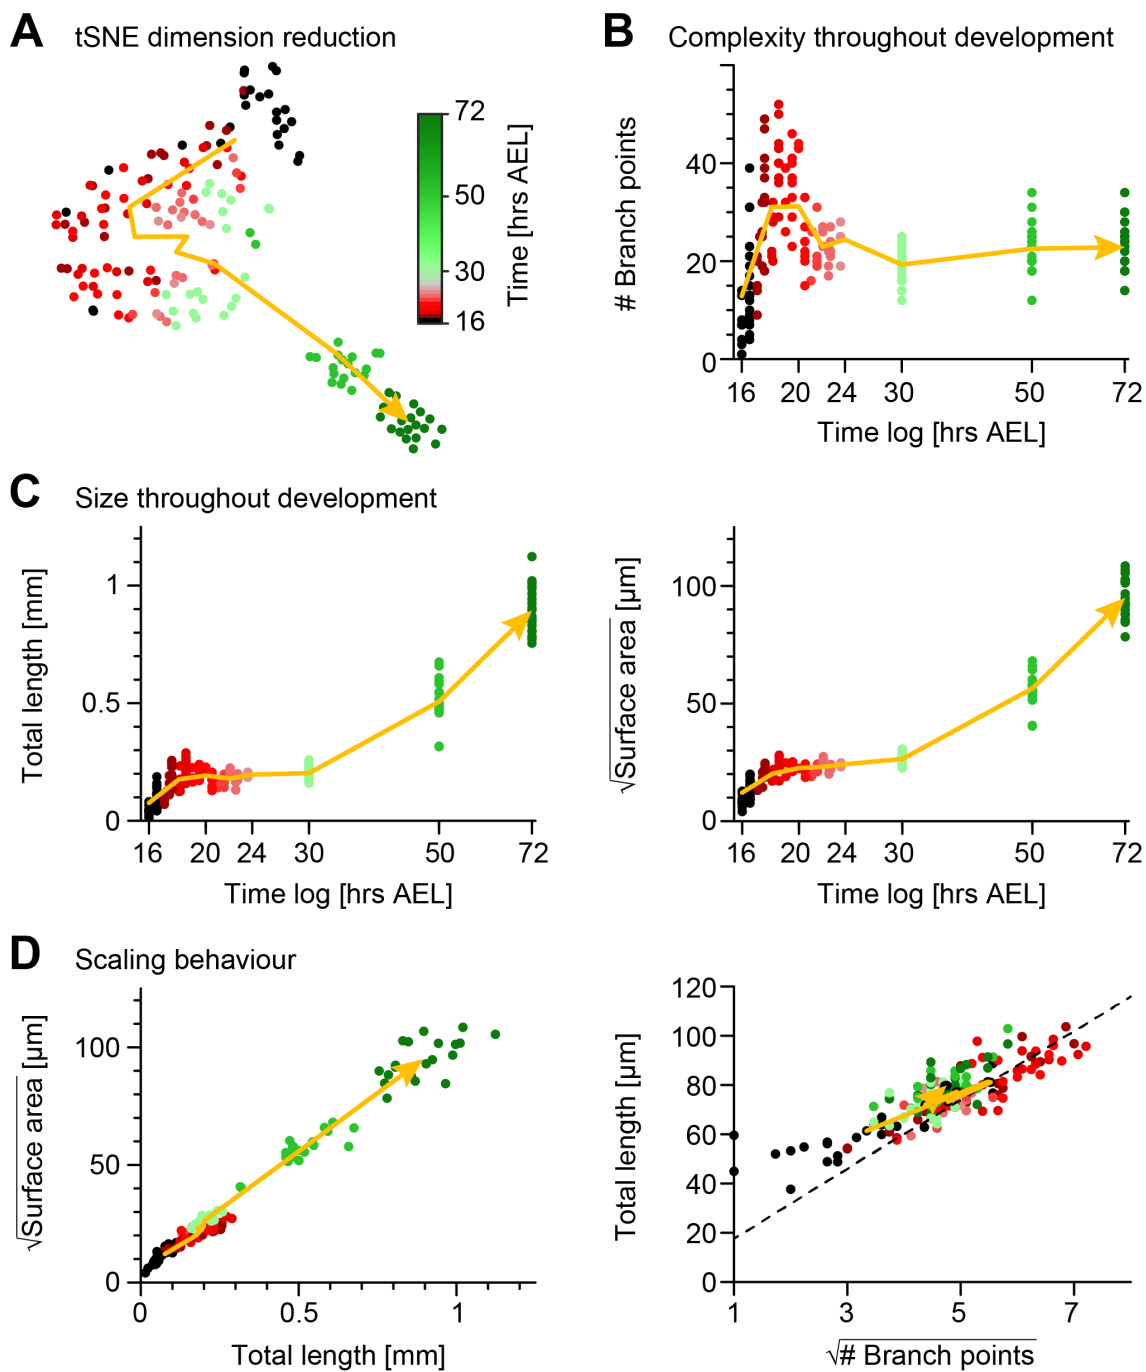 A tSNE dimension reduction
72
50
30
16
Time [hrs AEL]
B Complexity throughout development
# Branch points
40
20
0
16 20 24 30 50 72
Time log [hrs AEL]
C Size throughout development
Total length [mm]
1
0.5
0
16 20 24 30 50 72
Time log [hrs AEL]
√Surface area [µm]
100
50
0
16 20 24 30 50 72
Time log [hrs AEL]
D Scaling behaviour
√Surface area [µm]
100
50
0
0 0.5 1
Total length [mm]
Total length [µm]
120
100
80
60
40
20
0
1 3 5 7
√# Branch points